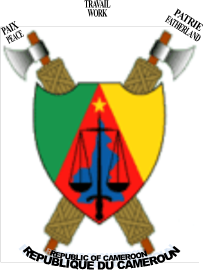 TRAVAIL
WORK
PAIX
PEACE
PATRIE
FATHERLAND
REPUBLIC OF CAMEROON
REPUBLIQUE DU CAMEROUN